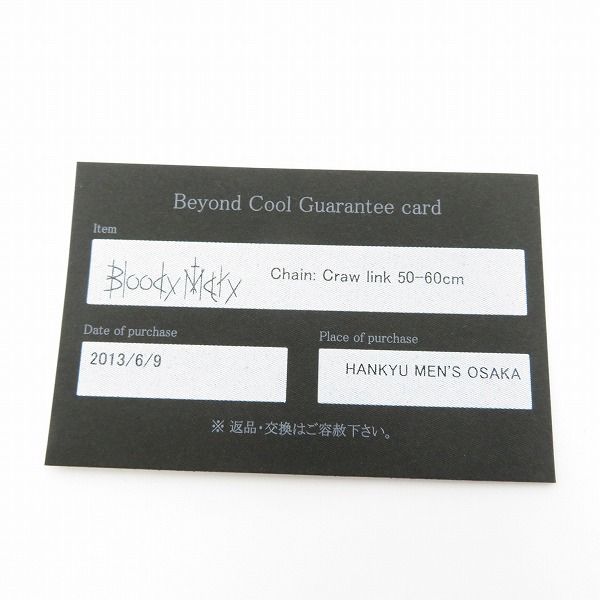 Beyond Cool Guarantee card
Item
Bloody Mary Chain: Craw link 50-60cm
Date of purchase
Place of purchase
2013/6/9
HANKYU MEN'S OSAKA
※ 返品・交換はご容赦下さい。